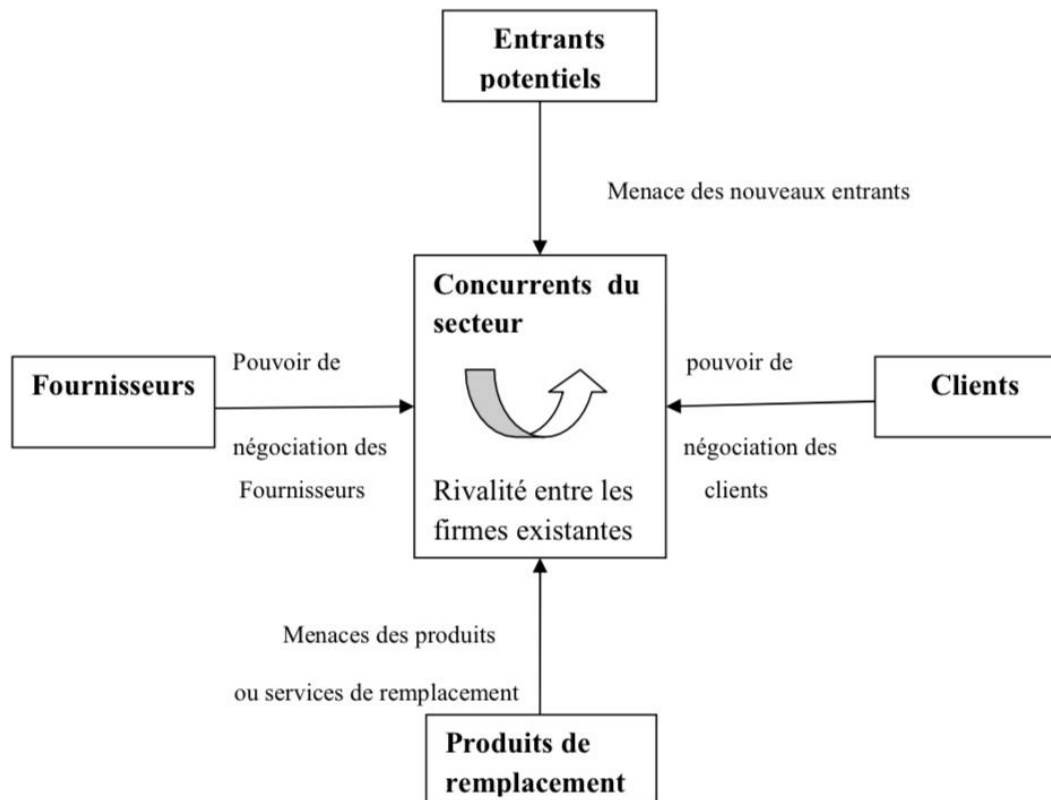 Entrants
potentiels
Menace des nouveaux entrants
Concurrents du
secteur
Fournisseurs
Pouvoir de
négociation des
Fournisseurs
pouvoir de
négociation des
clients
Clients
Rivalité entre les
firmes existantes
Menaces des produits
ou services de remplacement
Produits de
remplacement